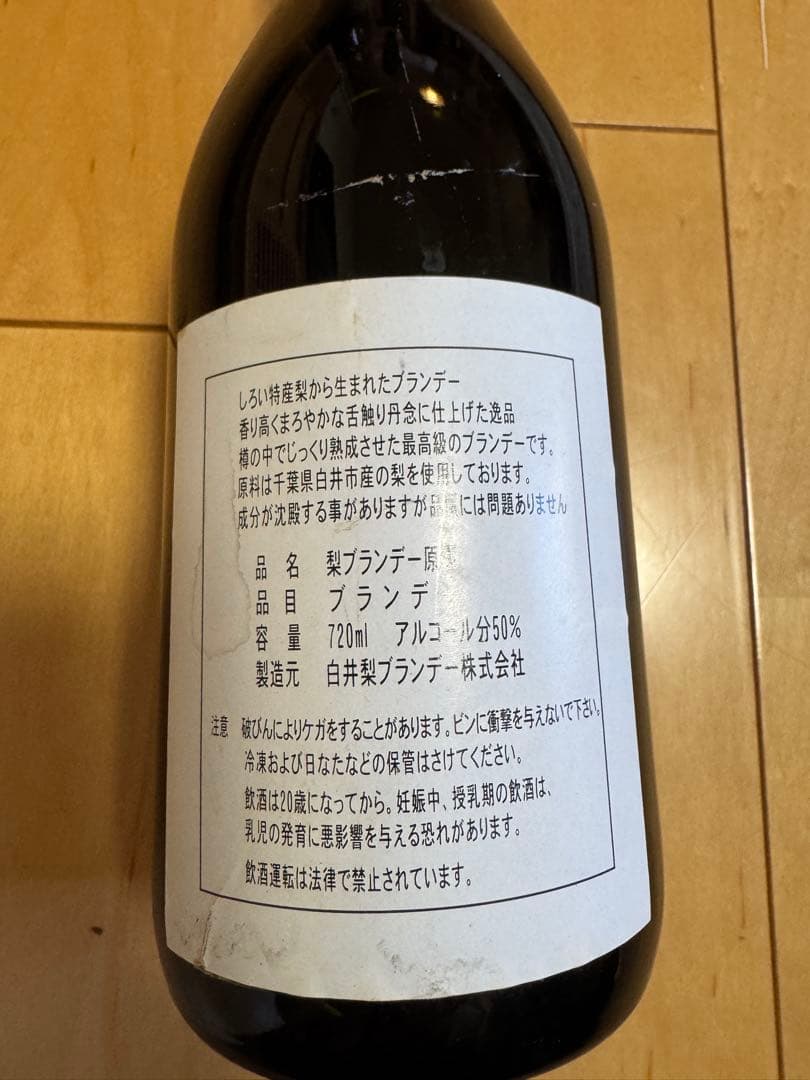 しろい特産梨から生まれたブランデー
香り高くまろやかな舌触り丹念に仕上げた逸品
樽の中でじっくり熟成させた最高級のブランデーです。
原料は千葉県白井市産の梨を使用しております。
成分が沈殿する事がありますが品質には問題ありません
品名 梨ブランデー原
品目 ブランデ
容量 720ml アルコール分50%
製造元 白井梨ブランデー株式会社
注意 破びんによりケガをすることがあります。ビンに衝撃を与えないで下さい。
冷凍および日なたなどの保管はさけてください。
飲酒は20歳になってから。妊娠中、授乳期の飲酒は、
乳児の発育に悪影響を与える恐れがあります。
飲酒運転は法律で禁止されています。